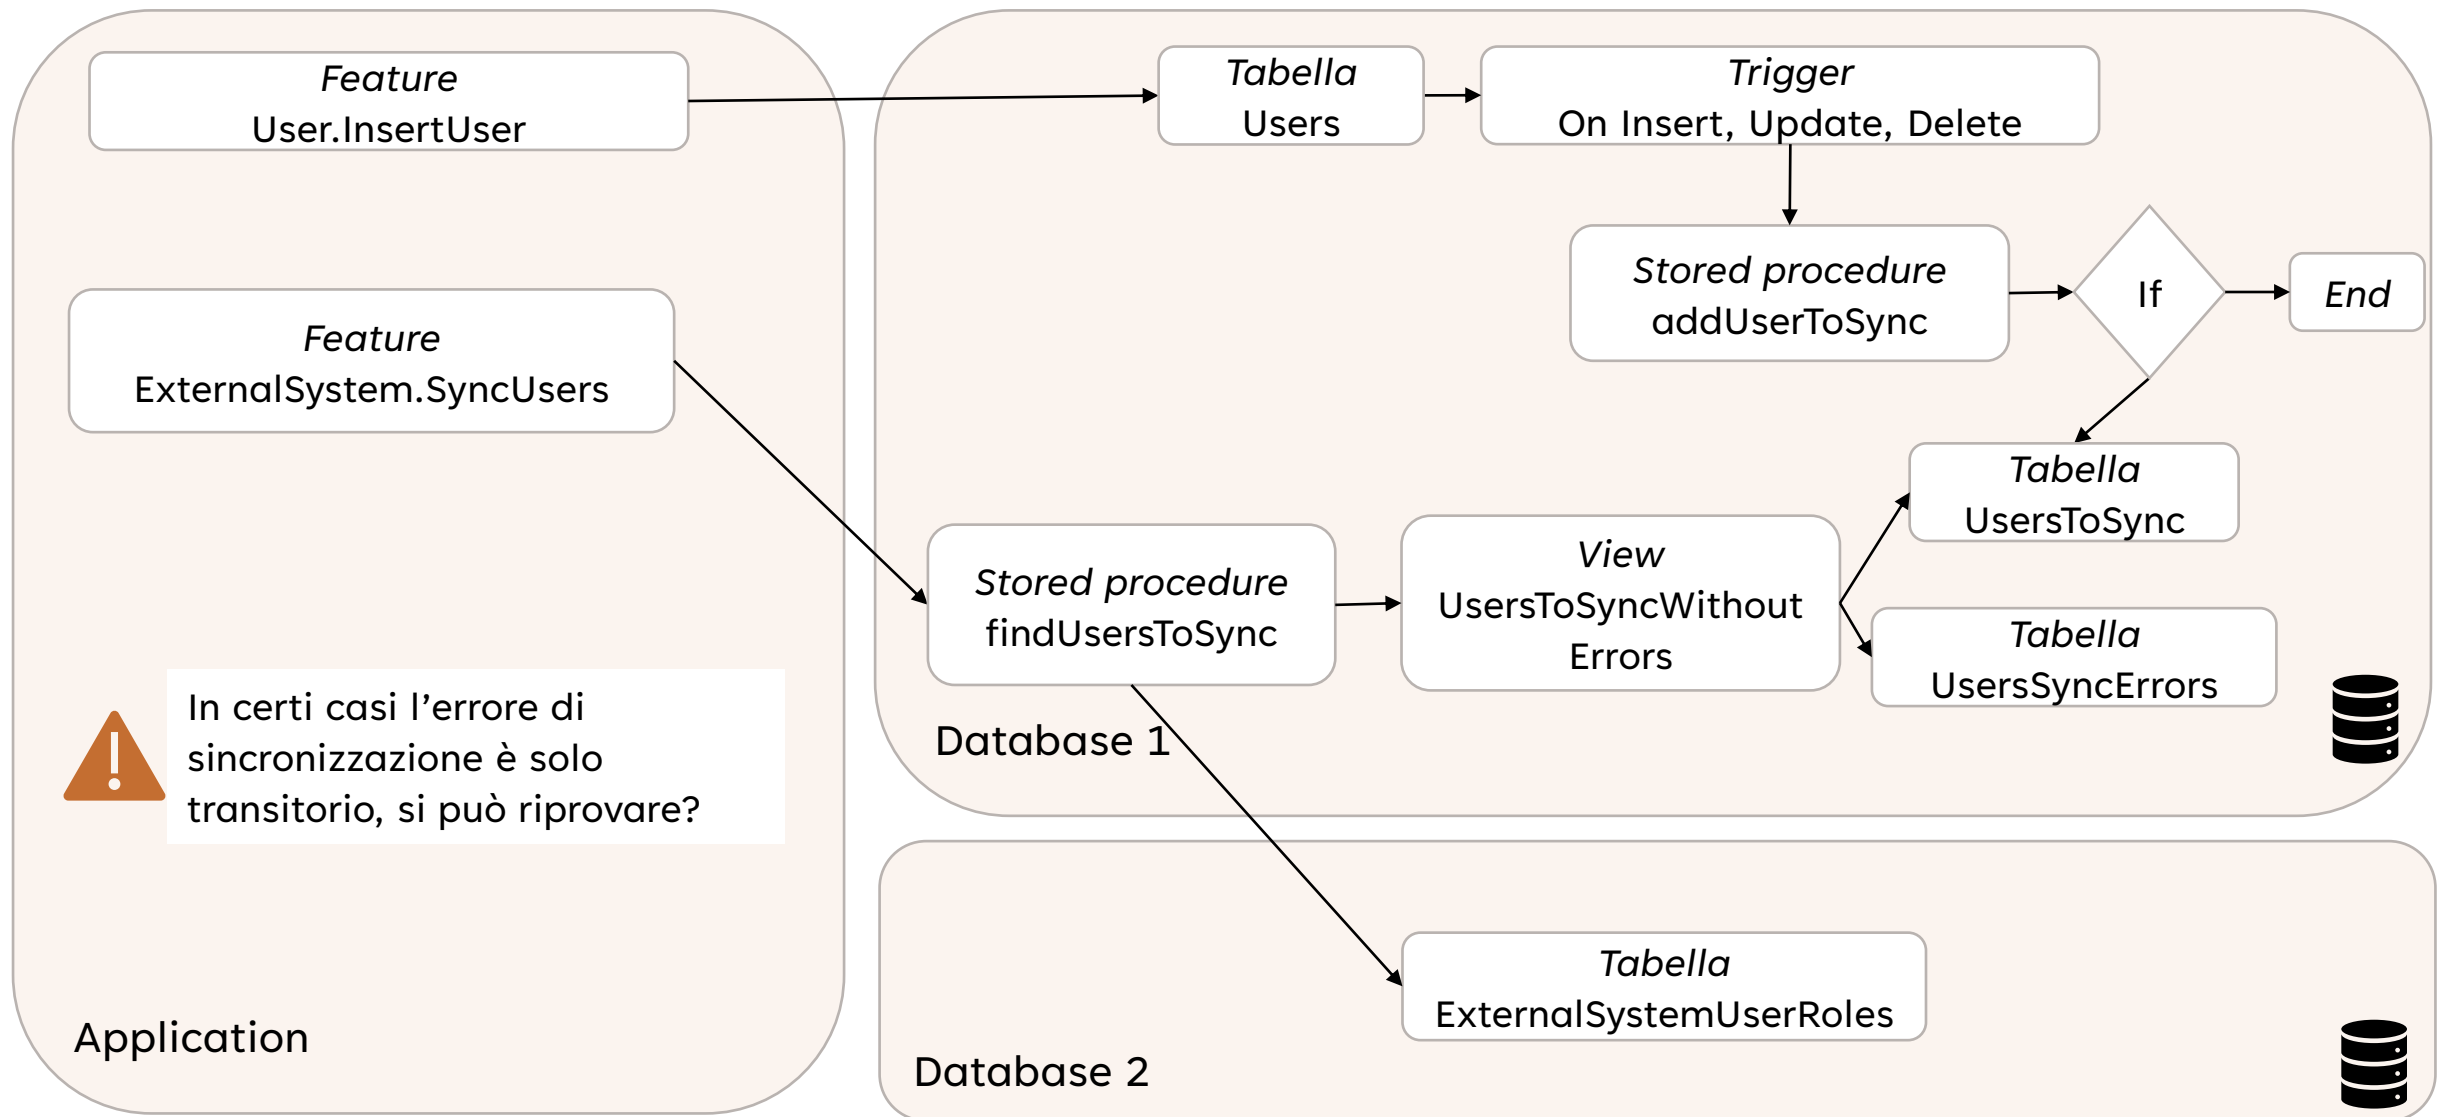 Feature
User.InsertUser
Tabella
Users
Trigger
On Insert, Update, Delete
Stored procedure
addUserToSync
If
End
Feature
ExternalSystem.SyncUsers
Tabella
UsersToSync
Stored procedure
findUsersToSync
View
UsersToSyncWithout
Errors
Tabella
UsersSyncErrors
In certi casi l’errore di
sincronizzazione è solo
transitorio, si può riprovare?
Database 1
Tabella
ExternalSystemUserRoles
Application
Database 2